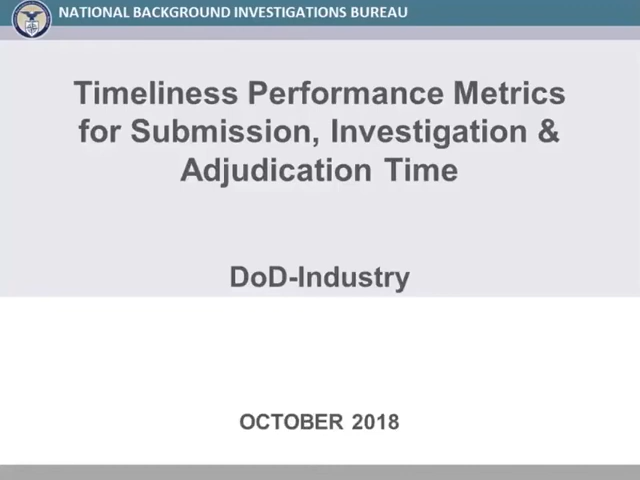 NATIONAL BACKGROUND INVESTIGATIONS BUREAU
Timeliness Performance Metrics
for Submission, Investigation &
Adjudication Time
DoD-Industry
OCTOBER 2018